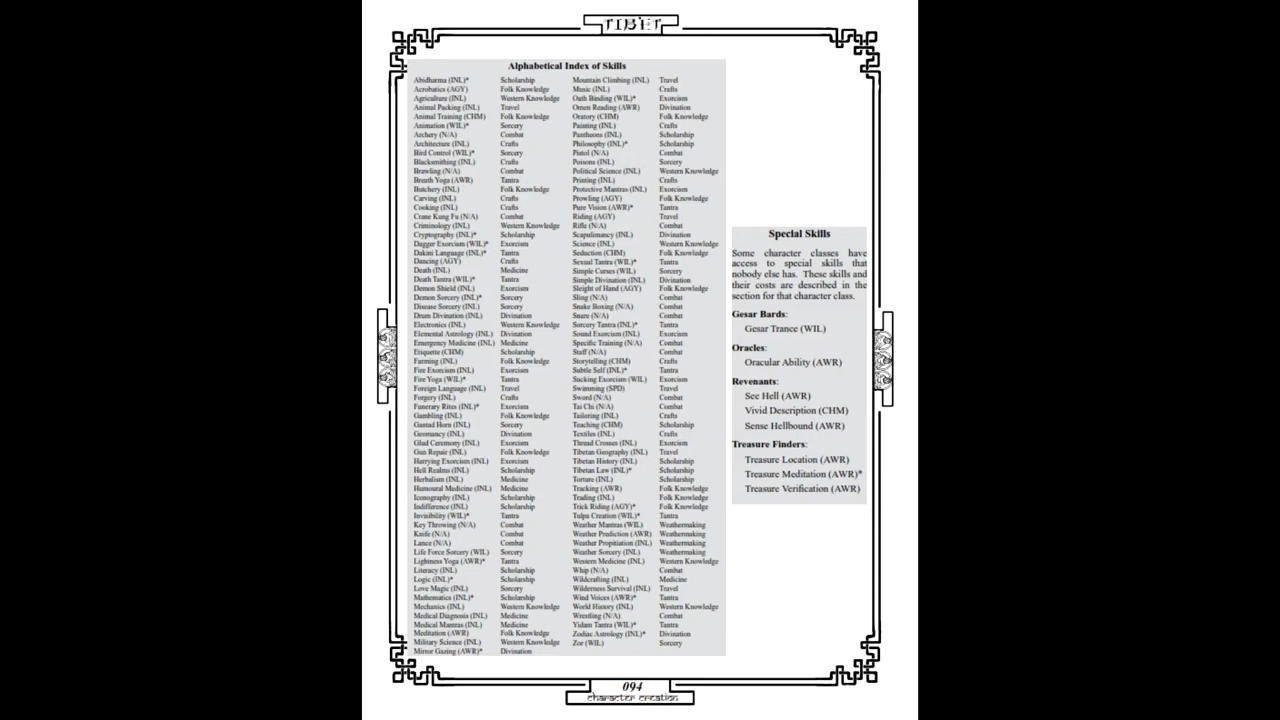 TIBET
Alphabetical Index of Skills
Abidharma (INL)* Scholarship
Acrobatics (AGY) Folk Knowledge
Agriculture (INL) Western Knowledge
Animal Packing (INL) Travel
Animal Training (CHM) Folk Knowledge
Animation (WIL)* Sorcery
Archery (N/A) Combat
Architecture (INL) Crafts
Bird Control (WIL)* Sorcery
Blacksmithing (INL) Crafts
Brawling (N/A) Combat
Breath Yoga (AWR) Tantra
Butchery (INL) Folk Knowledge
Carving (INL) Crafts
Cooking (INL) Crafts
Crane Kung Fu (N/A) Combat
Criminology (INL) Western Knowledge
Cryptography (INL)* Scholarship
Dagger Exorcism (WIL)* Exorcism
Dakini Language (INL)* Tantra
Dancing (AGY) Crafts
Death (INL) Medicine
Death Tantra (WIL)* Tantra
Demon Shield (INL) Exorcism
Demon Sorcery (INL)* Sorcery
Disease Sorcery (INL) Sorcery
Drum Divination (INL) Divination
Electronics (INL) Western Knowledge
Elemental Astrology (INL) Divination
Emergency Medicine (INL) Medicine
Etiquette (CHM) Scholarship
Farming (INL) Folk Knowledge
Fire Exorcism (INL) Exorcism
Fire Yoga (WIL)* Tantra
Foreign Language (INL) Travel
Forgery (INL) Crafts
Funerary Rites (INL)* Exorcism
Gambling (INL) Folk Knowledge
Gantad Horn (INL) Sorcery
Geomancy (INL) Divination
Glud Ceremony (INL) Exorcism
Gun Repair (INL) Folk Knowledge
Harrying Exorcism (INL) Exorcism
Hell Realms (INL) Scholarship
Herbalism (INL) Medicine
Humoural Medicine (INL) Medicine
Iconography (INL) Scholarship
Indifference (INL) Scholarship
Invisibility (WIL)* Tantra
Key Throwing (N/A) Combat
Knife (N/A) Combat
Lance (N/A) Combat
Life Force Sorcery (WIL) Sorcery
Lightness Yoga (AWR)* Tantra
Literacy (INL) Scholarship
Logic (INL)* Scholarship
Love Magic (INL) Sorcery
Mathematics (INL)* Scholarship
Mechanics (INL) Western Knowledge
Medical Diagnosis (INL) Medicine
Medical Mantras (INL) Medicine
Meditation (AWR) Folk Knowledge
Military Science (INL) Western Knowledge
Mirror Gazing (AWR)* Divination
Mountain Climbing (INL) Travel
Music (INL) Crafts
Oath Binding (WIL)* Exorcism
Omen Reading (AWR) Divination
Oratory (CHM) Folk Knowledge
Painting (INL) Crafts
Pantheons (INL) Scholarship
Philosophy (INL)* Scholarship
Pistol (N/A) Combat
Poisons (INL) Sorcery
Political Science (INL) Western Knowledge
Printing (INL) Crafts
Protective Mantras (INL) Exorcism
Prowling (AGY) Folk Knowledge
Pure Vision (AWR)* Tantra
Riding (AGY) Travel
Rifle (N/A) Combat
Scapulimancy (INL) Divination
Science (INL) Western Knowledge
Seduction (CHM) Folk Knowledge
Sexual Tantra (WIL)* Tantra
Simple Curses (WIL) Sorcery
Simple Divination (INL) Divination
Sleight of Hand (AGY) Folk Knowledge
Sling (N/A) Combat
Snake Boxing (N/A) Combat
Snare (N/A) Combat
Sorcery Tantra (INL)* Tantra
Sound Exorcism (INL) Exorcism
Specific Training (N/A) Combat
Staff (N/A) Combat
Storytelling (CHM) Crafts
Subtle Self (INL)* Tantra
Sucking Exorcism (WIL) Exorcism
Swimming (SPD) Travel
Sword (N/A) Combat
Tai Chi (N/A) Combat
Tailoring (INL) Crafts
Teaching (CHM) Scholarship
Textiles (INL) Crafts
Thread Crosses (INL) Exorcism
Tibetan Geography (INL) Travel
Tibetan History (INL) Scholarship
Tibetan Law (INL)* Scholarship
Torture (INL) Scholarship
Tracking (AWR) Folk Knowledge
Trading (INL) Folk Knowledge
Trick Riding (AGY)* Folk Knowledge
Tulpa Creation (WIL)* Tantra
Weather Mantras (WIL) Weathermaking
Weather Prediction (AWR) Weathermaking
Weather Propitiation (INL) Weathermaking
Weather Sorcery (INL) Weathermaking
Western Medicine (INL) Western Knowledge
Whip (N/A) Combat
Wildcrafting (INL) Medicine
Wilderness Survival (INL) Travel
Wind Voices (AWR)* Tantra
World History (INL) Western Knowledge
Wrestling (N/A) Combat
Yidam Tantra (WIL)* Tantra
Zodiac Astrology (INL)* Divination
Zor (WIL) Sorcery
Special Skills
Some character classes have
access to special skills that
nobody else has. These skills and
their costs are described in the
section for that character class.
Gesar Bards:
Gesar Trance (WIL)
Oracles:
Oracular Ability (AWR)
Revenants:
See Hell (AWR)
Vivid Description (CHM)
Sense Hellbound (AWR)
Treasure Finders:
Treasure Location (AWR)
Treasure Meditation (AWR)*
Treasure Verification (AWR)
094
character creation